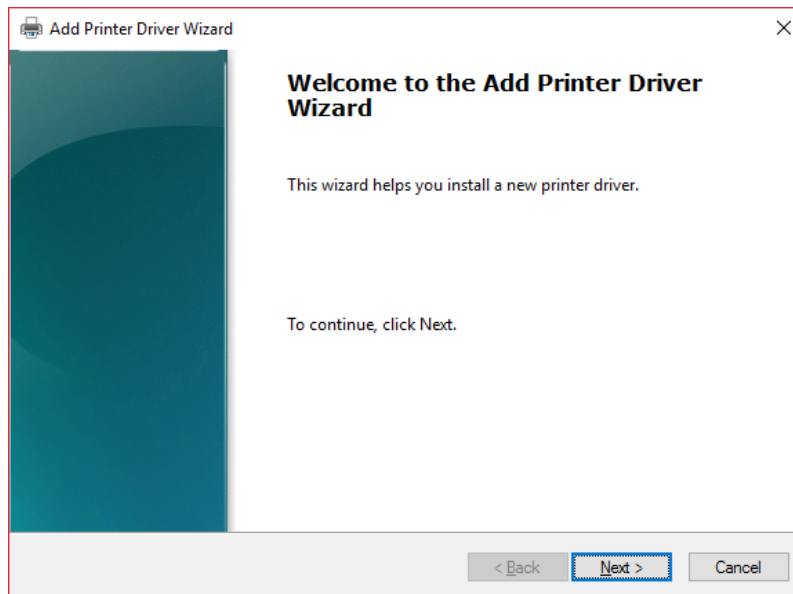 Add Printer Driver Wizard
Welcome to the Add Printer Driver
Wizard
This wizard helps you install a new printer driver.
To continue, click Next.
< Back
Next >
Cancel